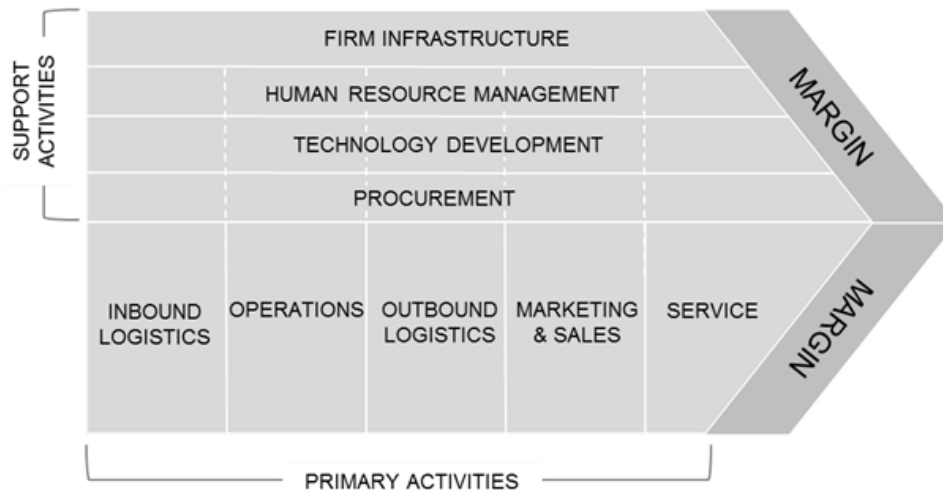 FIRM INFRASTRUCTURE
SUPPORT
ACTIVITIES
HUMAN RESOURCE MANAGEMENT
TECHNOLOGY DEVELOPMENT
PROCUREMENT
MARGIN
INBOUND
LOGISTICS
OPERATIONS
OUTBOUND
LOGISTICS
MARKETING
& SALES
SERVICE
MARGIN
PRIMARY ACTIVITIES